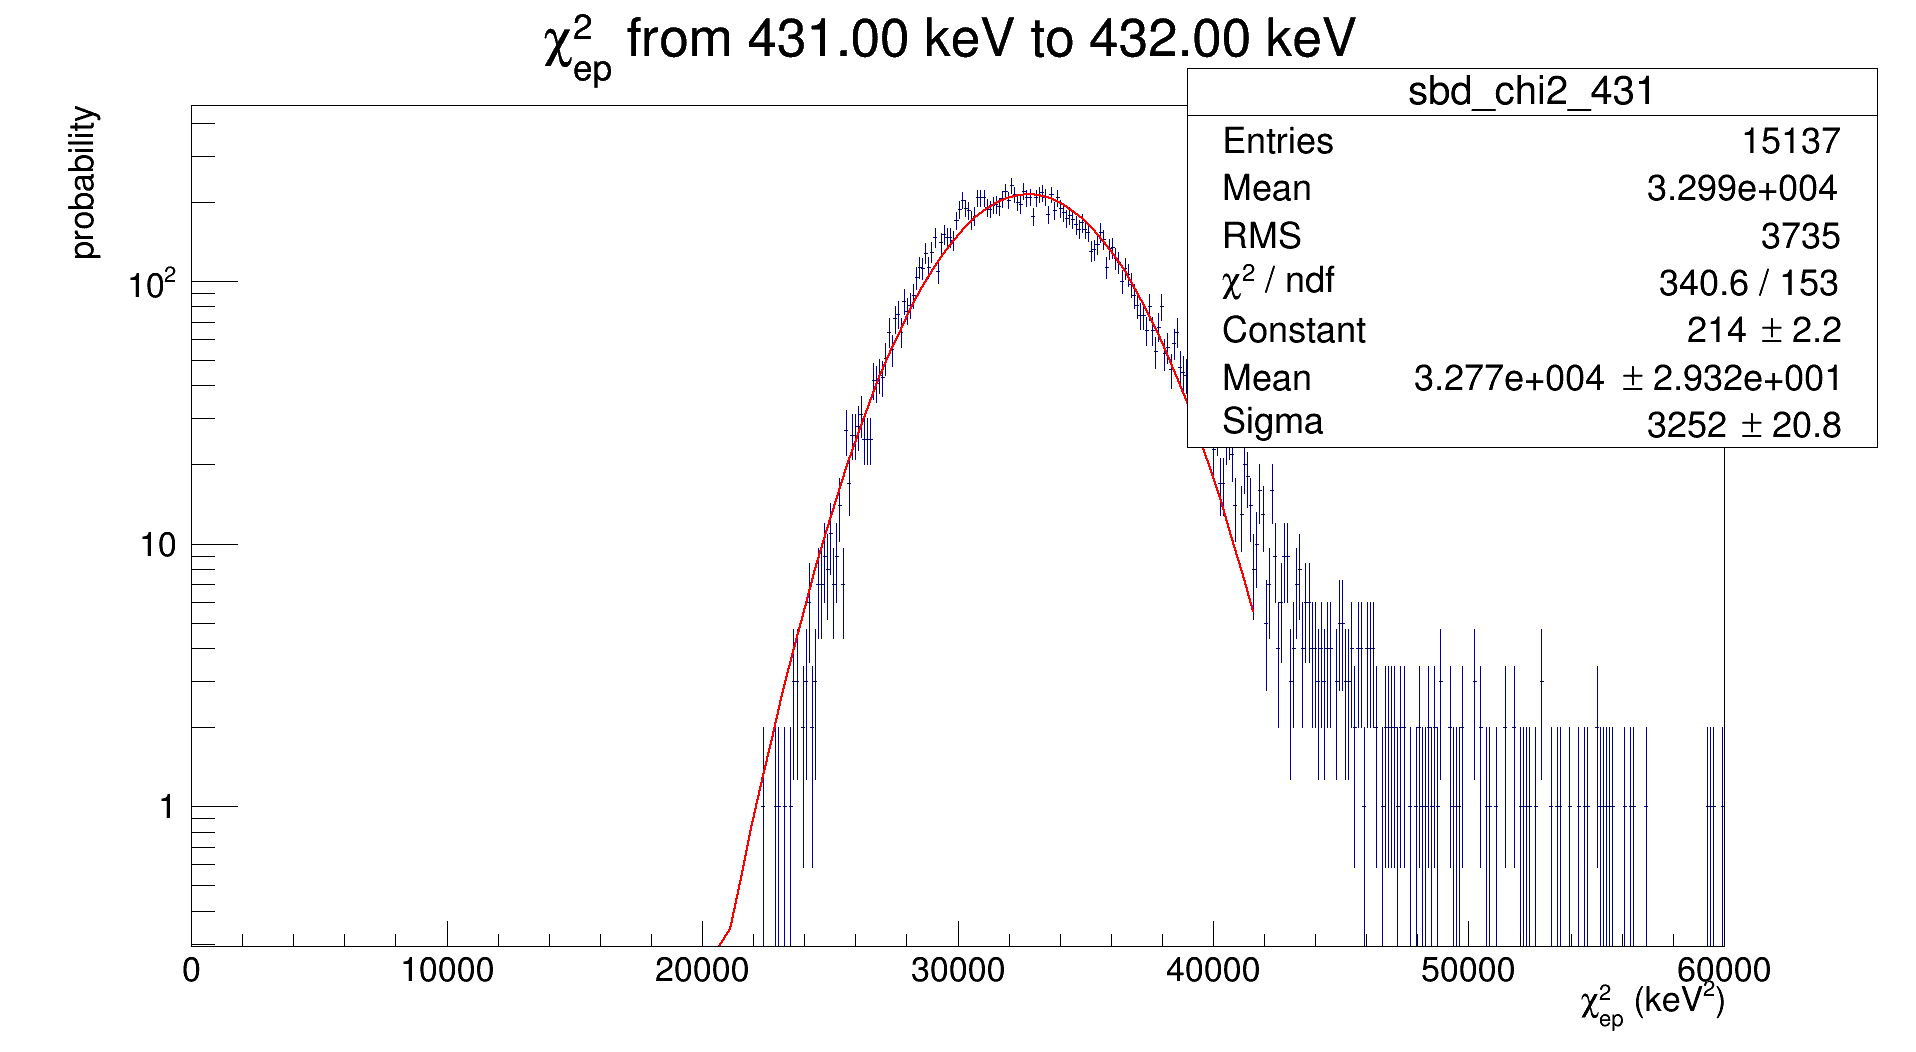 χ²ep from 431.00 keV to 432.00 keV
sbd_chi2_431
Entries 15137
Mean 3.299e+004
RMS 3735
χ² / ndf 340.6 / 153
Constant 214 ± 2.2
Mean 3.277e+004 ± 2.932e+001
Sigma 3252 ± 20.8
probability
10²
10
1
0 10000 20000 30000 40000 50000 60000
χ²ep (keV²)